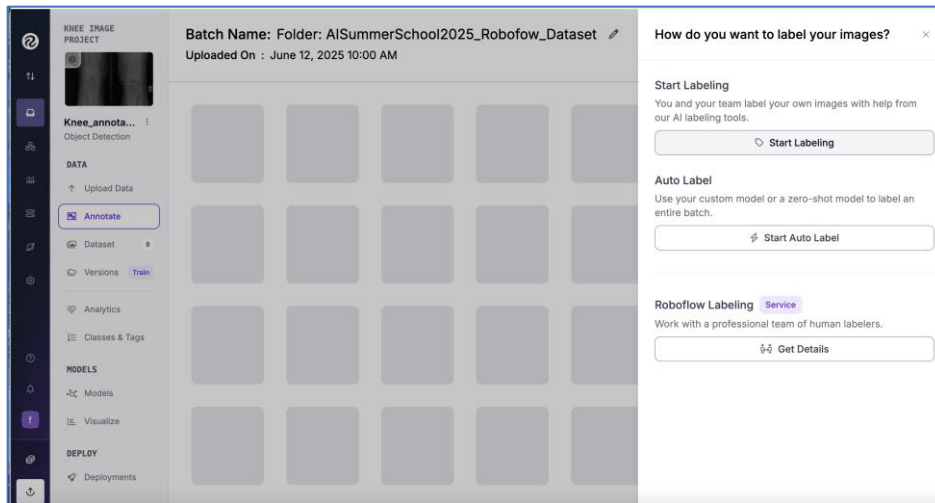 KNEE IMAGE
PROJECT
Knee_annota...
Object Detection
DATA
Upload Data
Annotate
Dataset 0
Versions Train
Analytics
Classes & Tags
MODELS
Models
Visualize
DEPLOY
Deployments
f
Batch Name: Folder: AISummerSchool2025_Robofow_Dataset
Uploaded On : June 12, 2025 10:00 AM
How do you want to label your images?
Start Labeling
You and your team label your own images with help from
our AI labeling tools.
Start Labeling
Auto Label
Use your custom model or a zero-shot model to label an
entire batch.
Start Auto Label
Roboflow Labeling Service
Work with a professional team of human labelers.
Get Details